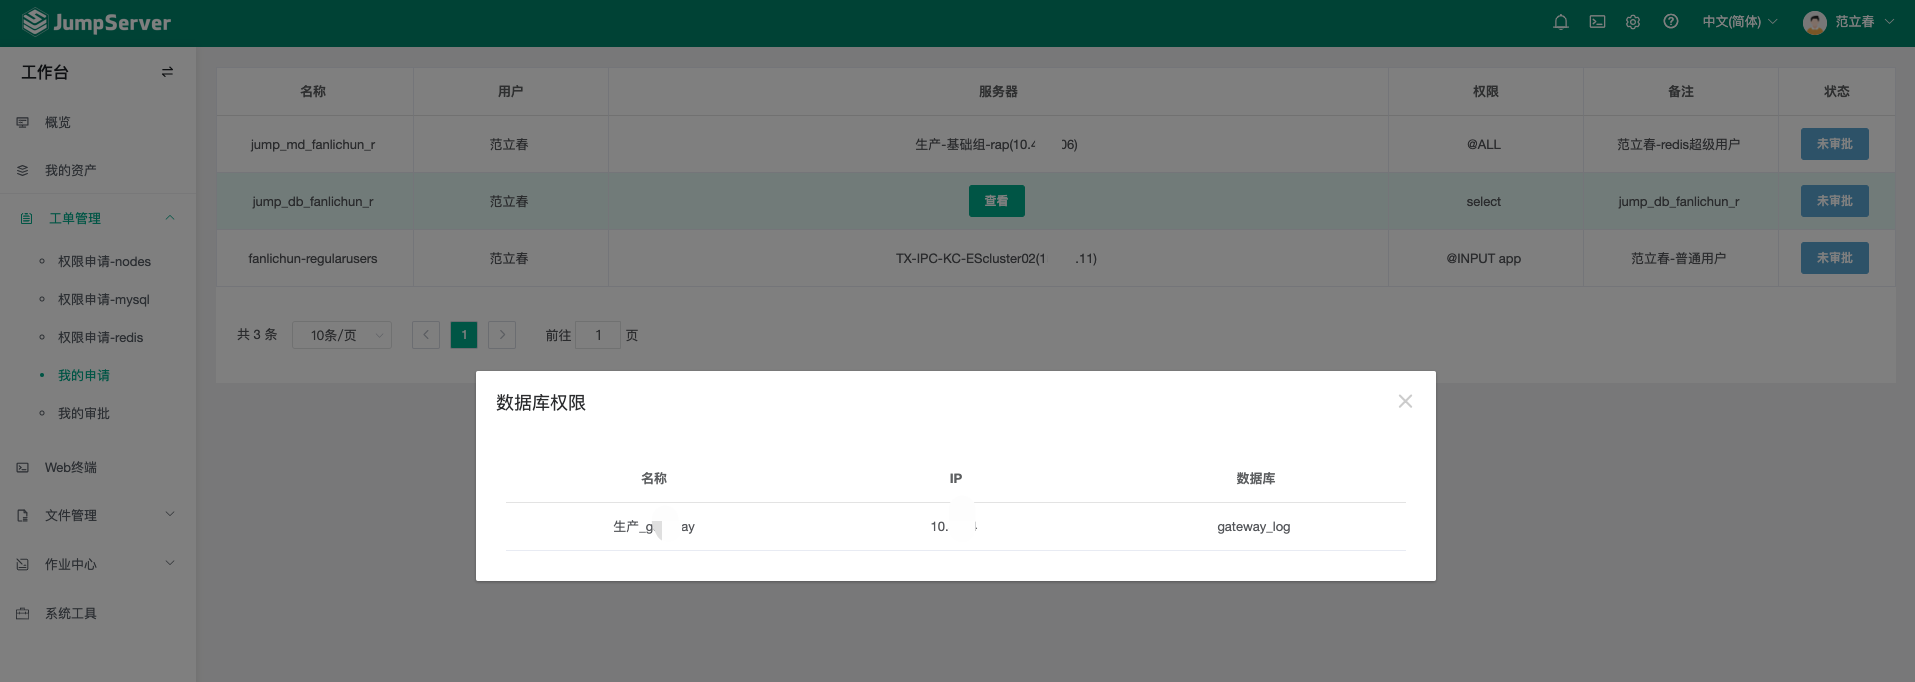 JumpServer
中文(简体)
范立春
工作台
概览
我的资产
工单管理
权限申请-nodes
权限申请-mysql
权限申请-redis
我的申请
我的审批
Web终端
文件管理
作业中心
系统工具
名称 用户 服务器 权限 备注 状态
jump_md_fanlichun_r 范立春 生产-基础组-rap(10. 06) @ALL 范立春-redis超级用户 未审批
jump_db_fanlichun_r 范立春 查看 select jump_db_fanlichun_r 未审批
fanlichun-regularusers 范立春 TX-IPC-KC-EScluster02(1 .11) @INPUT app 范立春-普通用户 未审批
共 3 条 10条/页 1 前往 1 页
数据库权限
名称 IP 数据库
生产_g ay 10. gateway_log